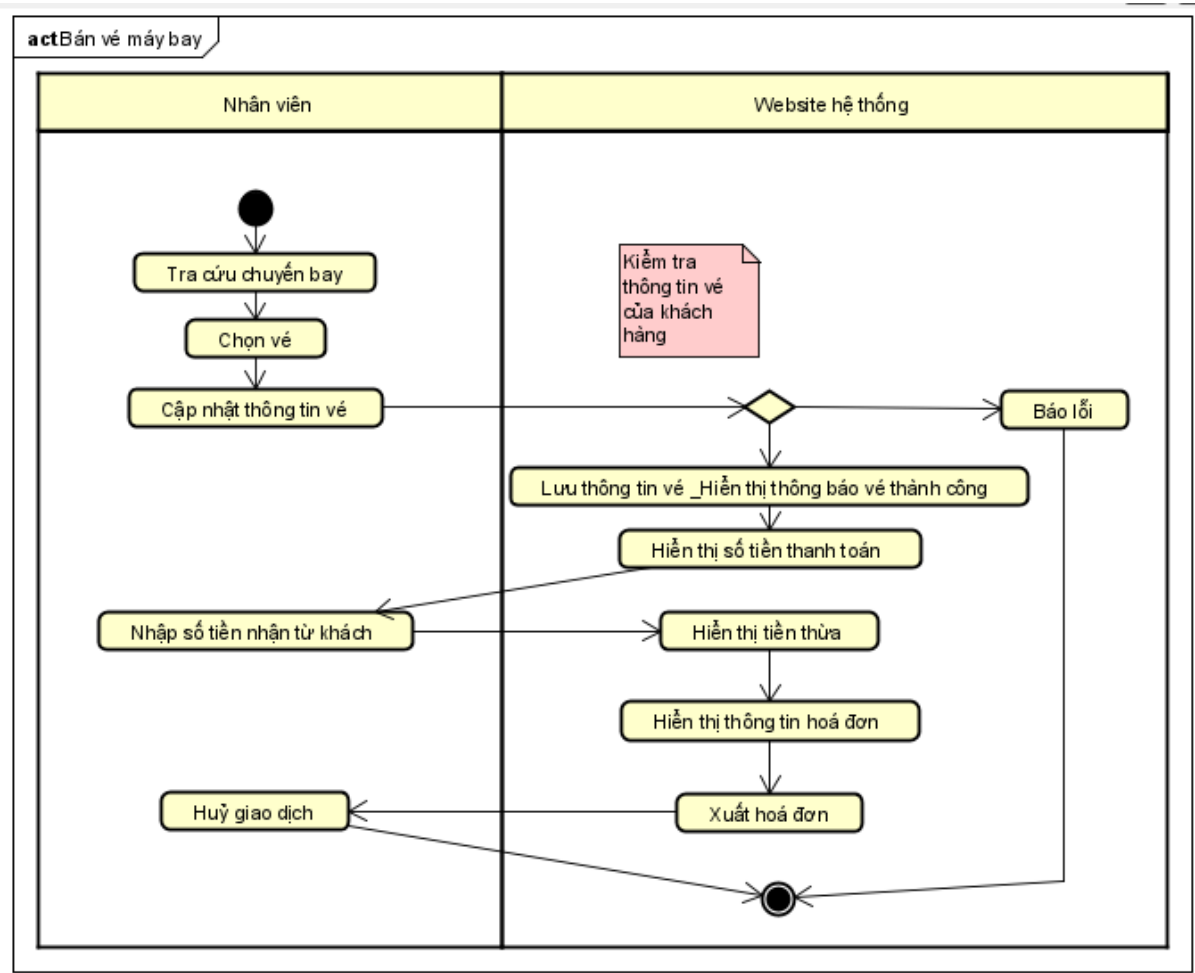 actBán vé máy bay
Nhân viên
Website hệ thống
Tra cứu chuyến bay
Kiểm tra
thông tin vé
của khách
hàng
Chọn vé
Cập nhật thông tin vé
Báo lỗi
Lưu thông tin vé _Hiển thị thông báo vé thành công
Hiển thị số tiền thanh toán
Nhập số tiền nhận từ khách
Hiển thị tiền thừa
Hiển thị thông tin hoá đơn
Huỷ giao dịch
Xuất hoá đơn